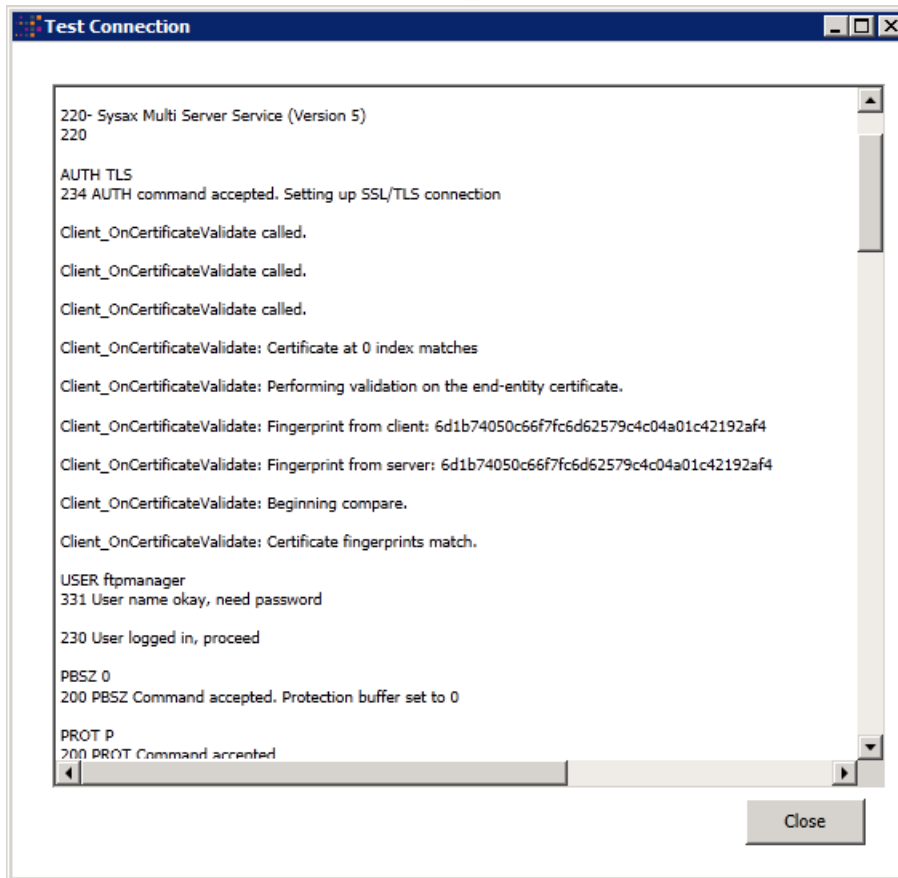 Test Connection
220- Sysax Multi Server Service (Version 5)
220
AUTH TLS
234 AUTH command accepted. Setting up SSL/TLS connection
Client_OnCertificateValidate called.
Client_OnCertificateValidate called.
Client_OnCertificateValidate called.
Client_OnCertificateValidate: Certificate at 0 index matches
Client_OnCertificateValidate: Performing validation on the end-entity certificate.
Client_OnCertificateValidate: Fingerprint from client: 6d1b74050c66f7fc6d62579c4c04a01c42192af4
Client_OnCertificateValidate: Fingerprint from server: 6d1b74050c66f7fc6d62579c4c04a01c42192af4
Client_OnCertificateValidate: Beginning compare.
Client_OnCertificateValidate: Certificate fingerprints match.
USER ftpmanager
331 User name okay, need password
230 User logged in, proceed
PBSZ 0
200 PBSZ Command accepted. Protection buffer set to 0
PROT P
200 PROT Command accepted
Close